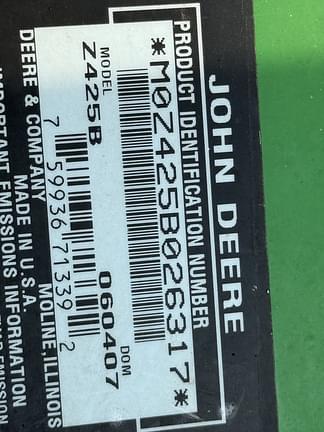 JOHN DEERE
PRODUCT IDENTIFICATION NUMBER
*M0Z425B026317*
MODEL DOM
Z425B 060407
7 59936 71339 2
DEERE & COMPANY MOLINE, ILLINOIS
MADE IN U.S.A.
IMPORTANT EMISSIONS INFORMATION